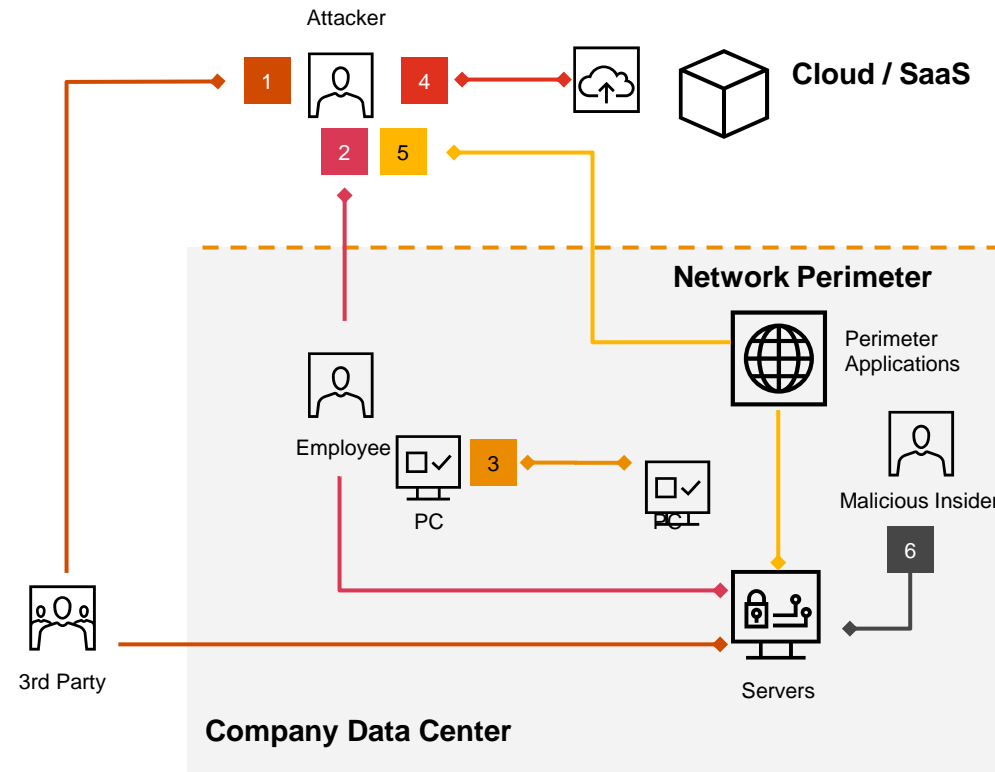 Attacker
1
4
Cloud / SaaS
2
5
Network Perimeter
Perimeter
Applications
Employee
3
PC
PC
Malicious Insider
6
3rd Party
Servers
Company Data Center